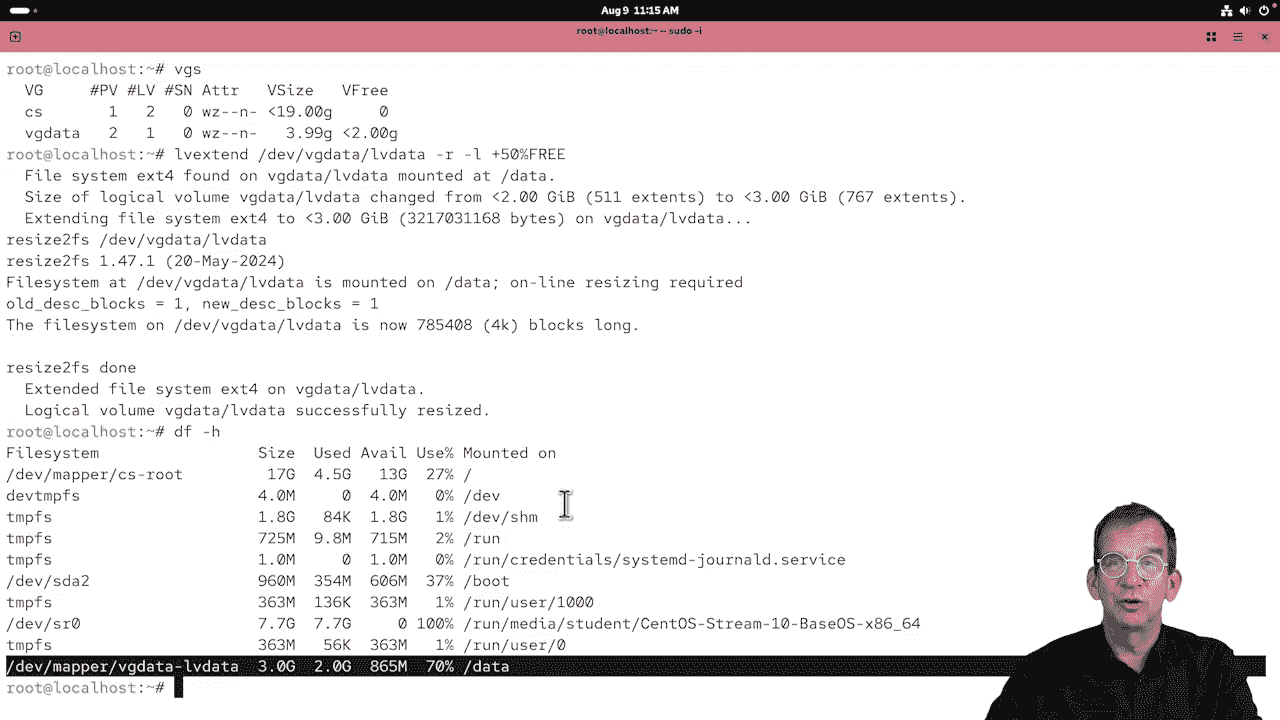 Aug 9 11:15 AM
root@localhost:~ — sudo -i
root@localhost:~# vgs
VG #PV #LV #SN Attr VSize VFree
cs 1 2 0 wz--n- <19.00g 0
vgdata 2 1 0 wz--n- 3.99g <2.00g
root@localhost:~# lvextend /dev/vgdata/lvdata -r -l +50%FREE
File system ext4 found on vgdata/lvdata mounted at /data.
Size of logical volume vgdata/lvdata changed from <2.00 GiB (511 extents) to <3.00 GiB (767 extents).
Extending file system ext4 to <3.00 GiB (3217031168 bytes) on vgdata/lvdata...
resize2fs /dev/vgdata/lvdata
resize2fs 1.47.1 (20-May-2024)
Filesystem at /dev/vgdata/lvdata is mounted on /data; on-line resizing required
old_desc_blocks = 1, new_desc_blocks = 1
The filesystem on /dev/vgdata/lvdata is now 785408 (4k) blocks long.
resize2fs done
Extended file system ext4 on vgdata/lvdata.
Logical volume vgdata/lvdata successfully resized.
root@localhost:~# df -h
Filesystem Size Used Avail Use% Mounted on
/dev/mapper/cs-root 17G 4.5G 13G 27% /
devtmpfs 4.0M 0 4.0M 0% /dev
tmpfs 1.8G 84K 1.8G 1% /dev/shm
tmpfs 725M 9.8M 715M 2% /run
tmpfs 1.0M 0 1.0M 0% /run/credentials/systemd-journald.service
/dev/sda2 960M 354M 606M 37% /boot
tmpfs 363M 136K 363M 1% /run/user/1000
/dev/sr0 7.7G 7.7G 0 100% /run/media/student/CentOS-Stream-10-BaseOS-x86_64
tmpfs 363M 56K 363M 1% /run/user/0
/dev/mapper/vgdata-lvdata 3.0G 2.0G 865M 70% /data
root@localhost:~#